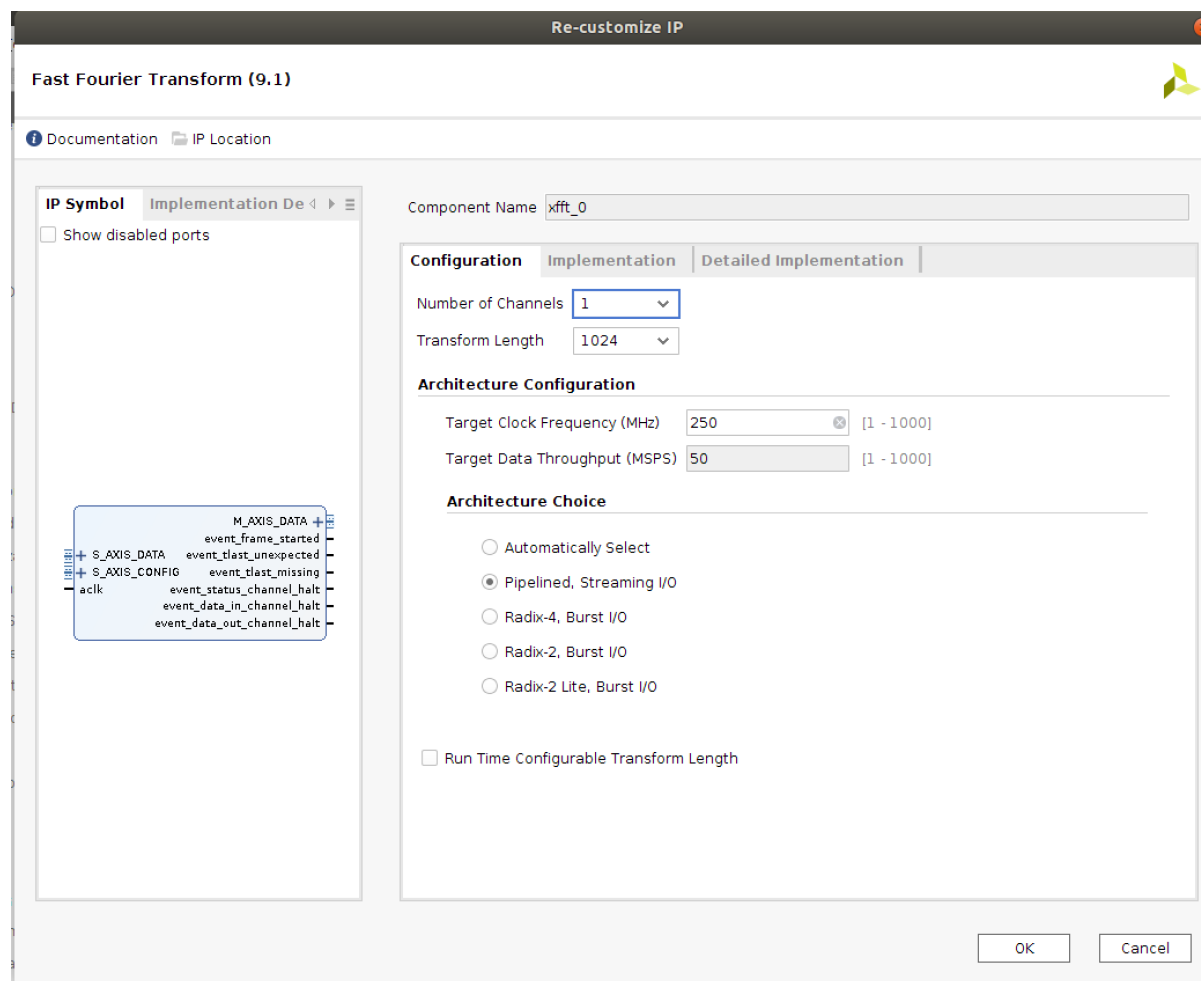 Re-customize IP
Fast Fourier Transform (9.1)
Documentation IP Location
IP Symbol Implementation De
Show disabled ports
M_AXIS_DATA
event_frame_started
S_AXIS_DATA event_tlast_unexpected
S_AXIS_CONFIG event_tlast_missing
aclk event_status_channel_halt
event_data_in_channel_halt
event_data_out_channel_halt
Component Name xfft_0
Configuration Implementation Detailed Implementation
Number of Channels 1
Transform Length 1024
Architecture Configuration
Target Clock Frequency (MHz) 250 [1 - 1000]
Target Data Throughput (MSPS) 50 [1 - 1000]
Architecture Choice
Automatically Select
Pipelined, Streaming I/O
Radix-4, Burst I/O
Radix-2, Burst I/O
Radix-2 Lite, Burst I/O
Run Time Configurable Transform Length
OK Cancel